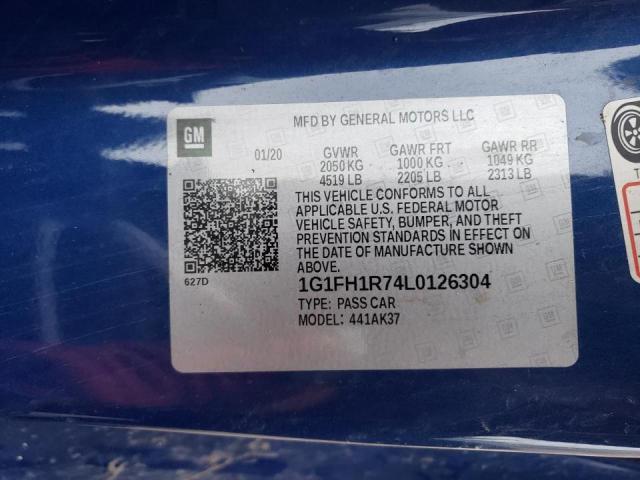 MFD BY GENERAL MOTORS LLC
GM
01/20 GVWR GAWR FRT GAWR RR
2050 KG 1000 KG 1049 KG
4519 LB 2205 LB 2313 LB
THIS VEHICLE CONFORMS TO ALL
APPLICABLE U.S. FEDERAL MOTOR
VEHICLE SAFETY, BUMPER, AND THEFT
PREVENTION STANDARDS IN EFFECT ON
THE DATE OF MANUFACTURE SHOWN
ABOVE.
627D
1G1FH1R74L0126304
TYPE: PASS CAR
MODEL: 441AK37